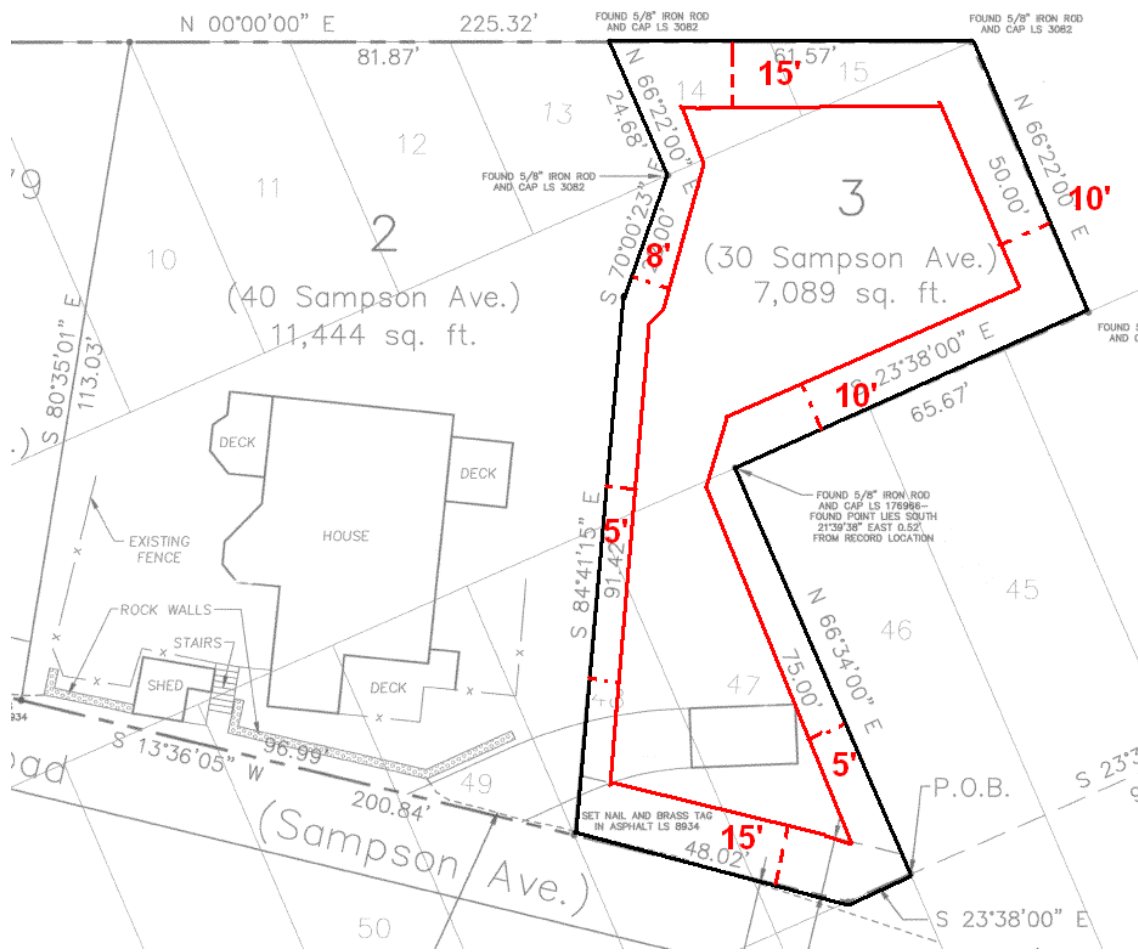 N 00°00'00" E
225.32'
FOUND 5/8" IRON ROD
AND CAP LS 3082
FOUND 5/8" IRON ROD
AND CAP LS 3082
81.87'
61.57'
15'
13
14
15
12
11
10
N 66°22'00" E
24.68'
FOUND 5/8" IRON ROD
AND CAP LS 3082
N 66°22'00" E
50.00'
10'
79
2
3
(40 Sampson Ave.)
11,444 sq. ft.
(30 Sampson Ave.)
7,089 sq. ft.
S 70°00'23" E
8'
S 80°35'01" E
113.03'
S 23°38'00" E
65.67'
10'
DECK
DECK
HOUSE
EXISTING
FENCE
ROCK WALLS
STAIRS
SHED
DECK
FOUND 5/8" IRON ROD
AND CAP LS 176966-
FOUND POINT LIES SOUTH
21°39'38" EAST 0.52'
FROM RECORD LOCATION
5'
S 84°41'15" E
91.42'
N 66°34'00" E
75.00'
5'
45
46
47
48
49
50
S 13°36'05" W
96.99'
200.84'
(Sampson Ave.)
SET NAIL AND BRASS TAG
IN ASPHALT LS 8934
15'
48.02'
P.O.B.
S 23°38'00" E